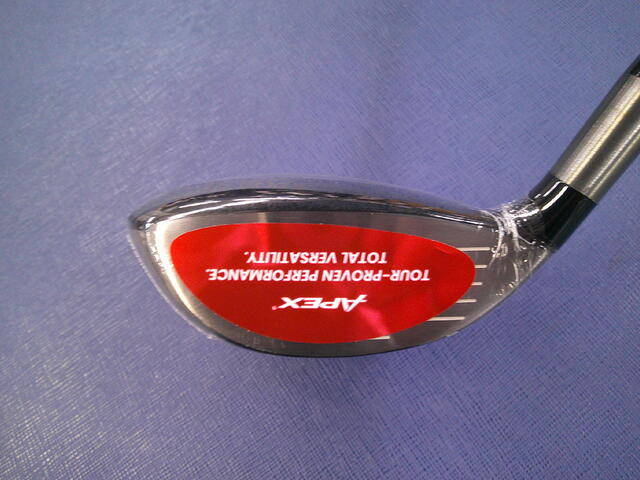 APEX®
TOUR-PROVEN PERFORMANCE.
TOTAL VERSATILITY.